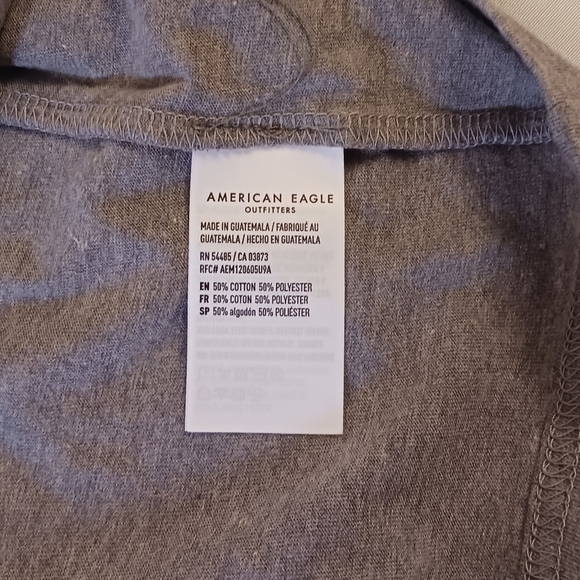 AMERICAN EAGLE
OUTFITTERS
MADE IN GUATEMALA / FABRIQUÉ AU
GUATEMALA / HECHO EN GUATEMALA
RN 54485 / CA 03873
RFC# AEM120605U9A
EN 50% COTTON 50% POLYESTER
FR 50% COTON 50% POLYESTER
SP 50% algodón 50% POLIÉSTER